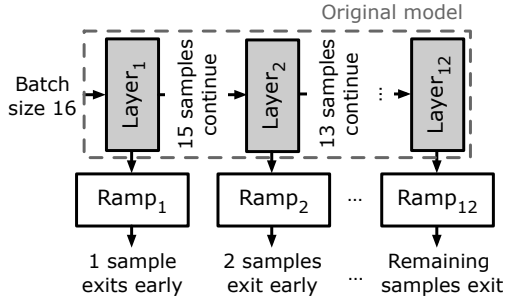 Original model
Batch
size 16
Layer₁
15 samples
continue
Layer₂
13 samples
continue
...
Layer₁₂
Ramp₁
Ramp₂
...
Ramp₁₂
1 sample
exits early
2 samples
exit early
...
Remaining
samples exit